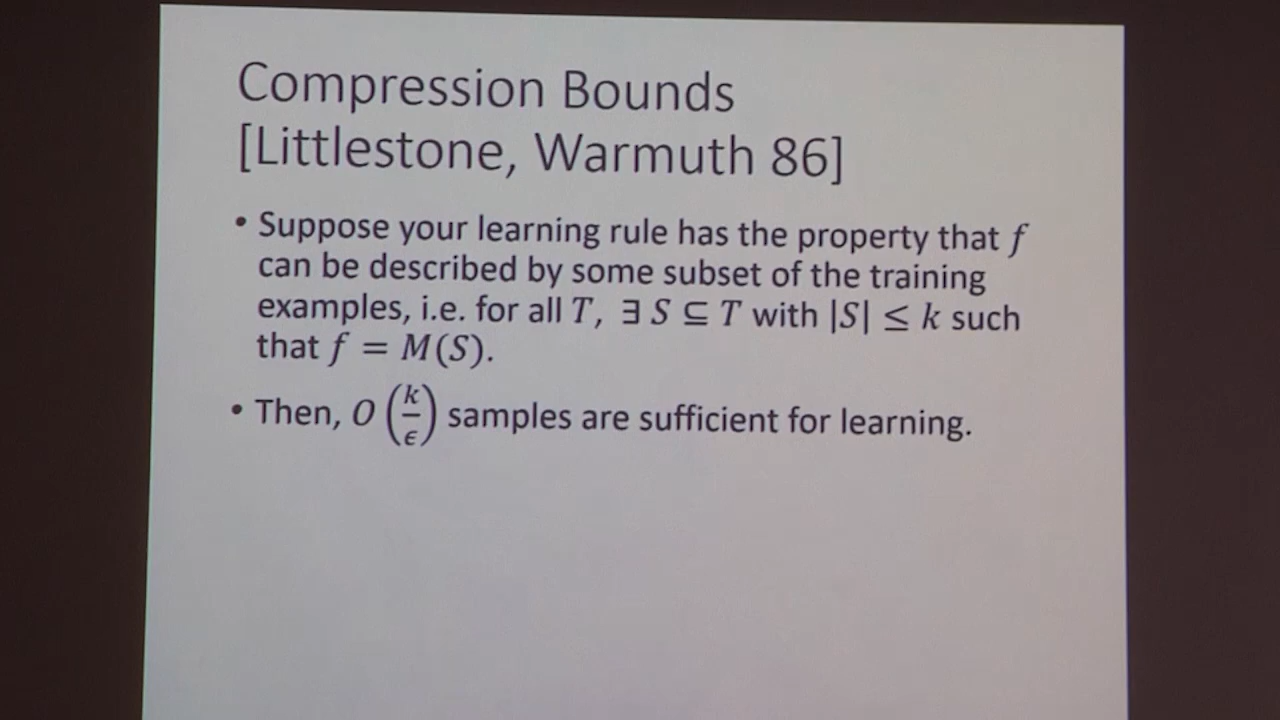 Compression Bounds
[Littlestone, Warmuth 86]
• Suppose your learning rule has the property that f
can be described by some subset of the training
examples, i.e. for all T, ∃ S ⊆ T with |S| ≤ k such
that f = M(S).
• Then, O(k/ϵ) samples are sufficient for learning.